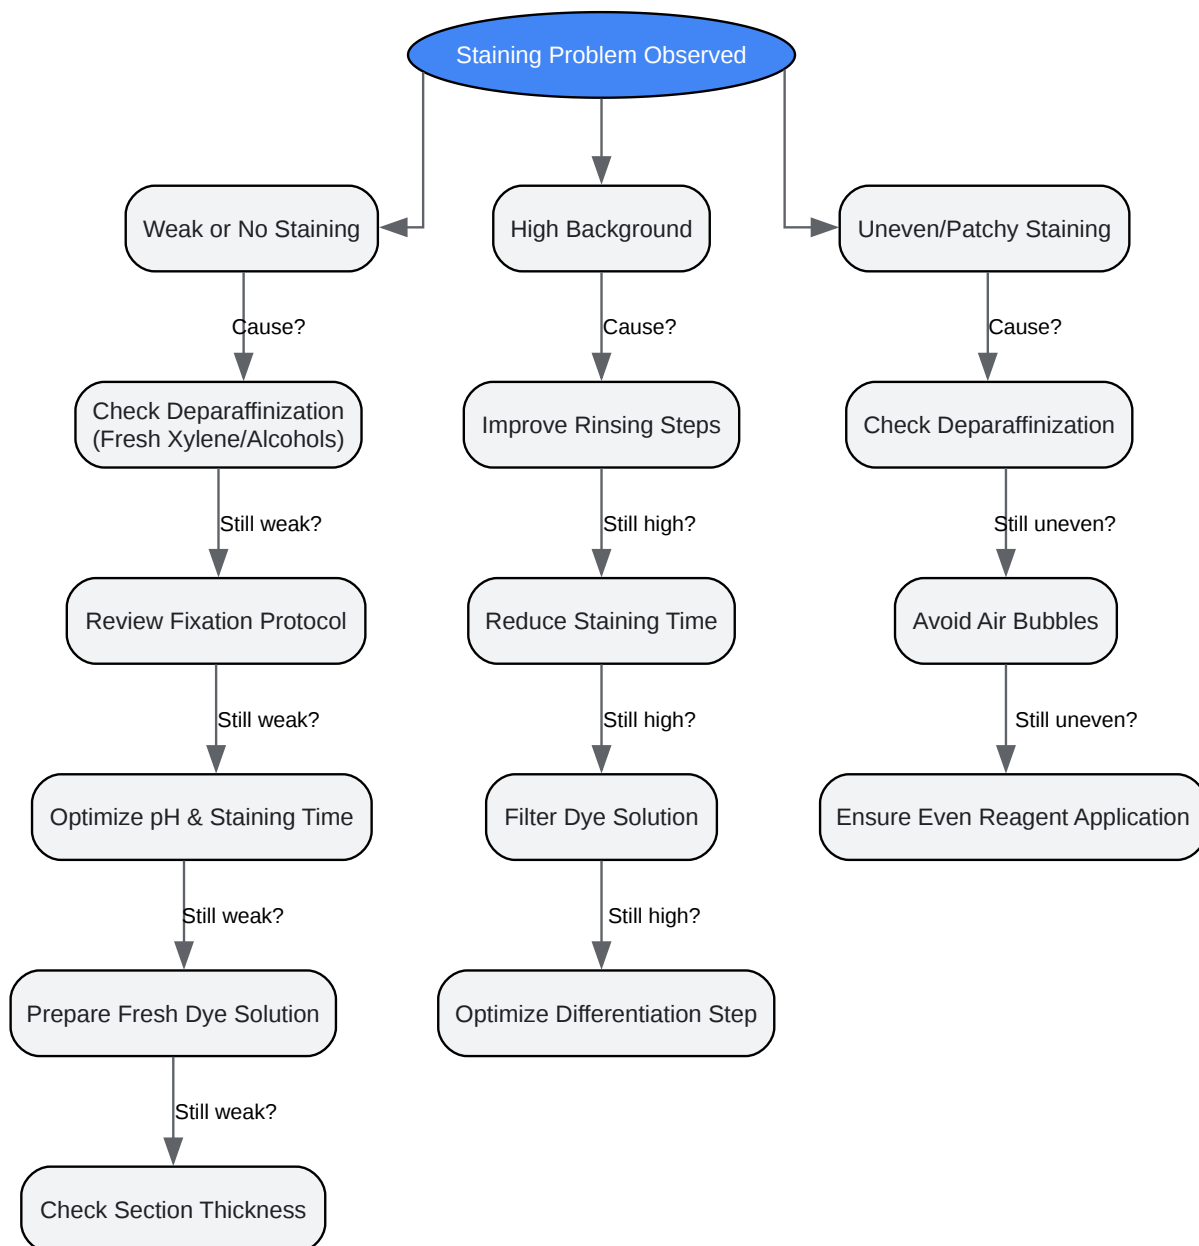 Staining Problem Observed
Weak or No Staining
High Background
Uneven/Patchy Staining
Cause?
Cause?
Cause?
Check Deparaffinization
(Fresh Xylene/Alcohols)
Improve Rinsing Steps
Check Deparaffinization
Still weak?
Still high?
Still uneven?
Review Fixation Protocol
Reduce Staining Time
Avoid Air Bubbles
Still weak?
Still high?
Still uneven?
Optimize pH & Staining Time
Filter Dye Solution
Ensure Even Reagent Application
Still weak?
Still high?
Prepare Fresh Dye Solution
Optimize Differentiation Step
Still weak?
Check Section Thickness